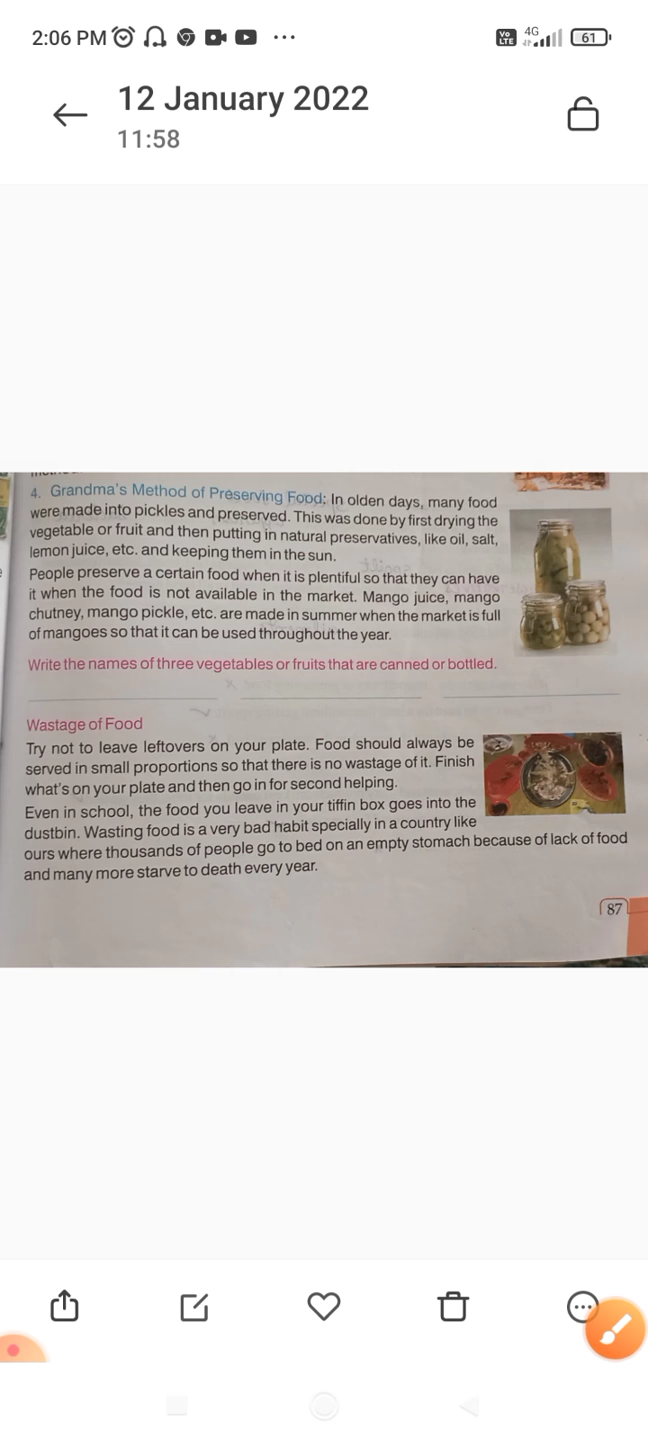 2:06 PM
Vo LTE 4G 61
12 January 2022
11:58
4. Grandma's Method of Preserving Food: In olden days, many food
were made into pickles and preserved. This was done by first drying the
vegetable or fruit and then putting in natural preservatives, like oil, salt,
lemon juice, etc. and keeping them in the sun.
People preserve a certain food when it is plentiful so that they can have
it when the food is not available in the market. Mango juice, mango
chutney, mango pickle, etc. are made in summer when the market is full
of mangoes so that it can be used throughout the year.
Write the names of three vegetables or fruits that are canned or bottled.
Wastage of Food
Try not to leave leftovers on your plate. Food should always be
served in small proportions so that there is no wastage of it. Finish
what's on your plate and then go in for second helping.
Even in school, the food you leave in your tiffin box goes into the
dustbin. Wasting food is a very bad habit specially in a country like
ours where thousands of people go to bed on an empty stomach because of lack of food
and many more starve to death every year.
87